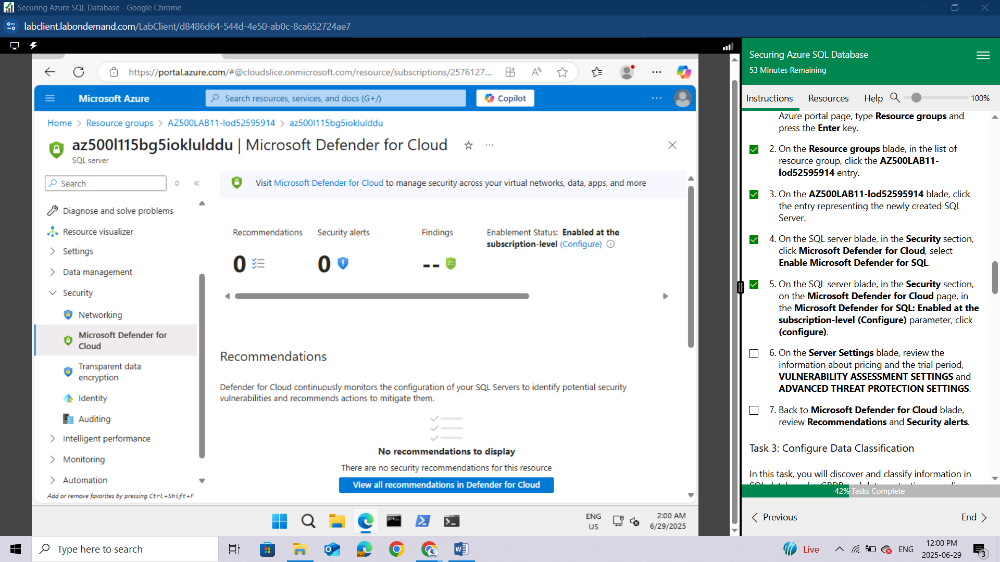 Securing Azure SQL Database - Google Chrome
labclient.labondemand.com/LabClient/d8486d64-544d-4e50-ab0c-8ca652724ae7
https://portal.azure.com/#@cloudslice.onmicrosoft.com/resource/subscriptions/2576127...
Microsoft Azure
Search resources, services, and docs (G+/)
Copilot
Home > Resource groups > AZ500LAB11-lod52595914 > az500l115bg5ioklulddu
az500l115bg5ioklulddu | Microsoft Defender for Cloud
SQL server
Search
Diagnose and solve problems
Resource visualizer
Settings
Data management
Security
Networking
Microsoft Defender for
Cloud
Transparent data
encryption
Identity
Auditing
Intelligent performance
Monitoring
Automation
Add or remove favorites by pressing Ctrl+Shift+F
Visit Microsoft Defender for Cloud to manage security across your virtual networks, data, apps, and more
Recommendations
0
Security alerts
0
Findings
--
Enablement Status: Enabled at the
subscription-level (Configure)
Recommendations
Defender for Cloud continuously monitors the configuration of your SQL Servers to identify potential security
vulnerabilities and recommends actions to mitigate them.
No recommendations to display
There are no security recommendations for this resource
View all recommendations in Defender for Cloud
ENG
US
2:00 AM
6/29/2025
Securing Azure SQL Database
53 Minutes Remaining
Instructions
Resources
Help
100%
Azure portal page, type Resource groups and
press the Enter key.
2. On the Resource groups blade, in the list of
resource group, click the AZ500LAB11-
lod52595914 entry.
3. On the AZ500LAB11-lod52595914 blade, click
the entry representing the newly created SQL
Server.
4. On the SQL server blade, in the Security section,
click Microsoft Defender for Cloud, select
Enable Microsoft Defender for SQL.
5. On the SQL server blade, in the Security section,
on the Microsoft Defender for Cloud page, in
the Microsoft Defender for SQL: Enabled at the
subscription-level (Configure) parameter, click
(configure).
6. On the Server Settings blade, review the
information about pricing and the trial period,
VULNERABILITY ASSESSMENT SETTINGS and
ADVANCED THREAT PROTECTION SETTINGS.
7. Back to Microsoft Defender for Cloud blade,
review Recommendations and Security alerts.
Task 3: Configure Data Classification
In this task, you will discover and classify information in
42% Tasks Complete
Previous
End
Type here to search
Live
ENG
12:00 PM
2025-06-29
3